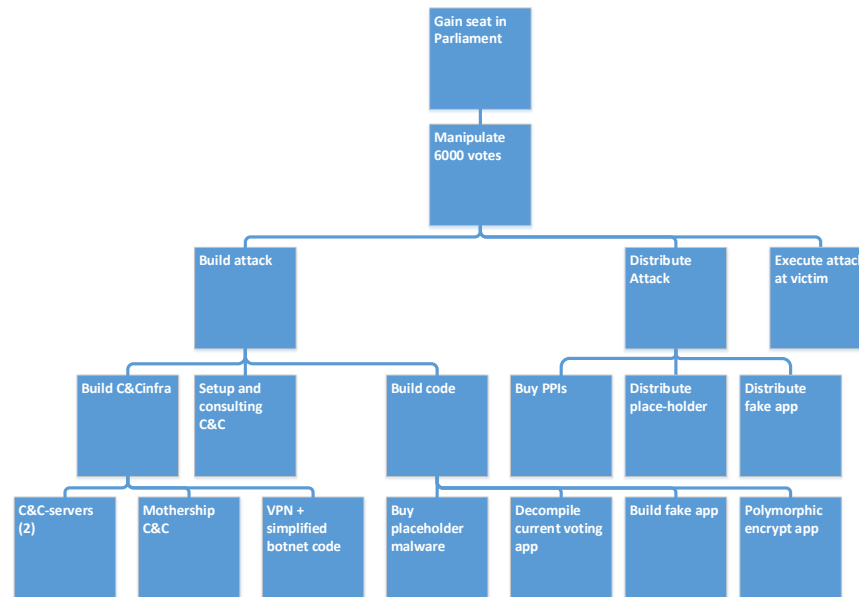 Gain seat in
Parliament
Manipulate
6000 votes
Build attack
Distribute
Attack
Execute attack
at victim
Build C&Cinfra
Setup and
consulting
C&C
Build code
Buy PPIs
Distribute
place-holder
Distribute
fake app
C&C-servers
(2)
Mothership
C&C
VPN +
simplified
botnet code
Buy
placeholder
malware
Decompile
current voting
app
Build fake app
Polymorphic
encrypt app